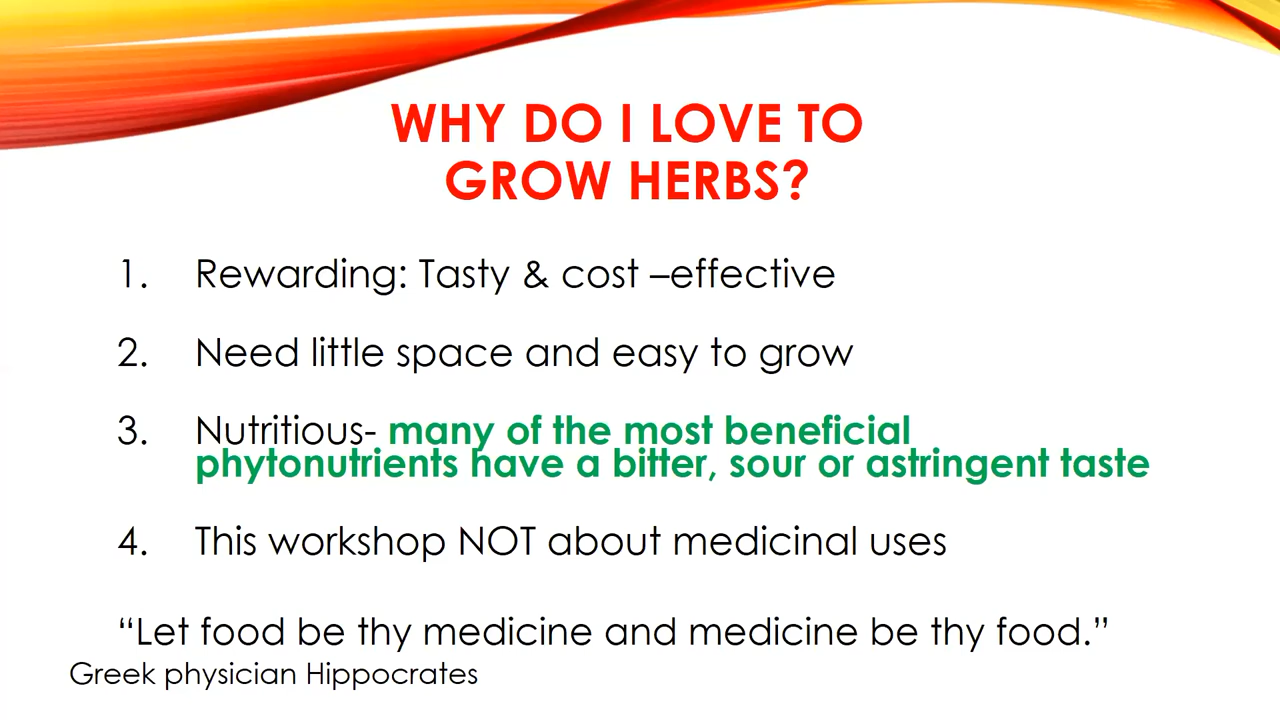 WHY DO I LOVE TO
GROW HERBS?
1. Rewarding: Tasty & cost –effective
2. Need little space and easy to grow
3. Nutritious- many of the most beneficial
phytonutrients have a bitter, sour or astringent taste
4. This workshop NOT about medicinal uses
“Let food be thy medicine and medicine be thy food.”
Greek physician Hippocrates